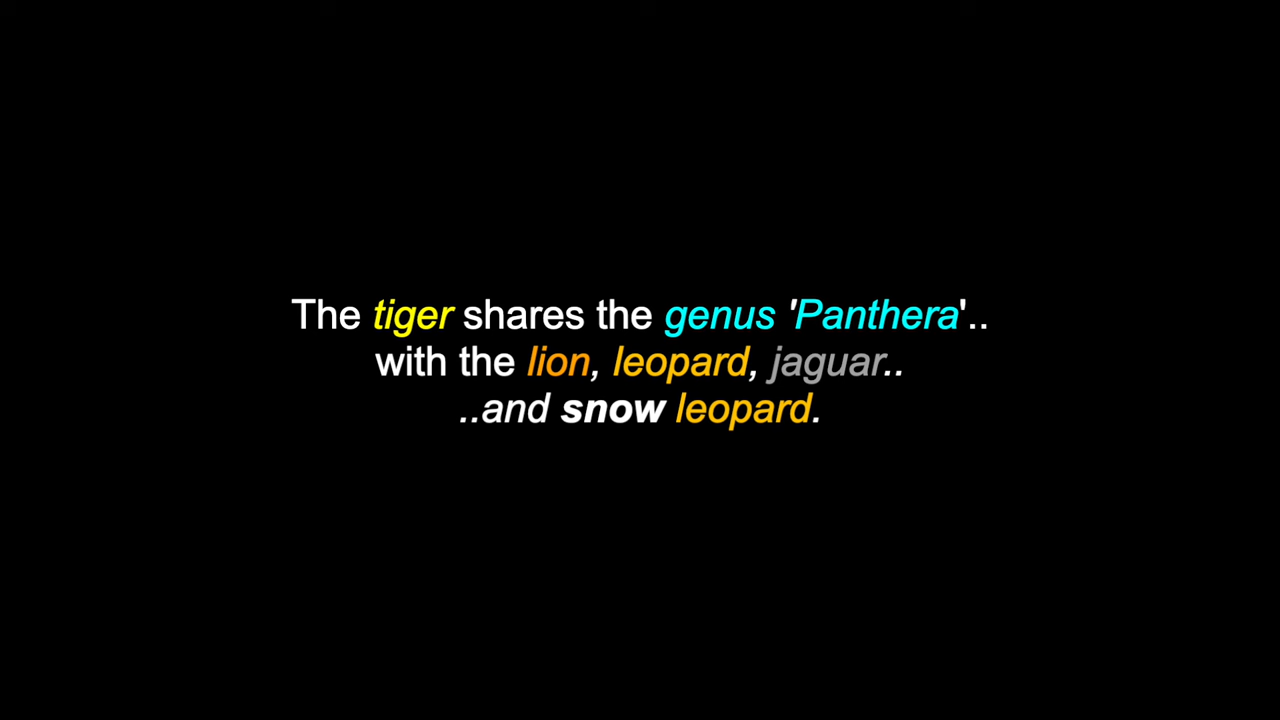 The tiger shares the genus 'Panthera'..
with the lion, leopard, jaguar..
..and snow leopard.